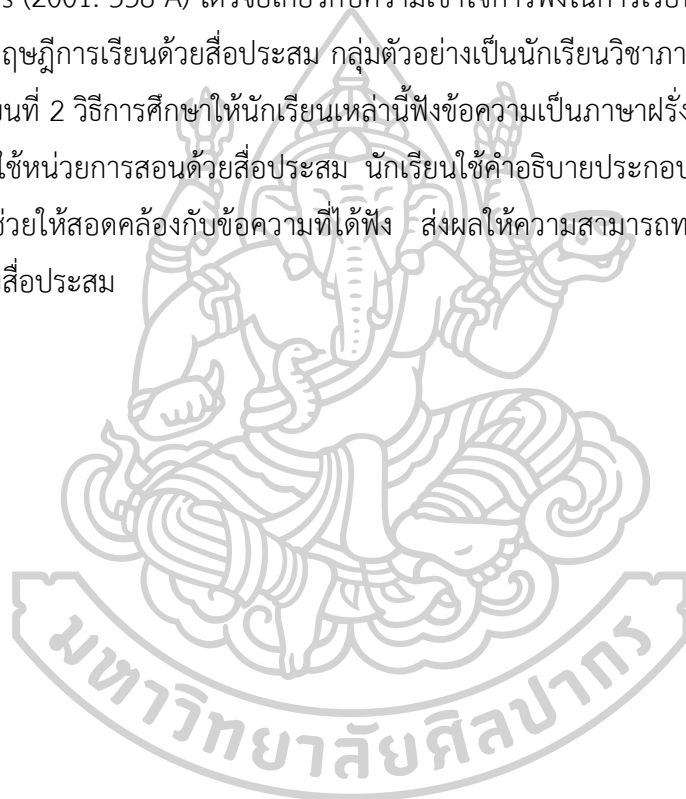 (2001: 558 A) ได้วิจัยเกี่ยวกับความเข้าใจการฟังในการเรียน
ฤษฎีการเรียนด้วยสื่อประสม กลุ่มตัวอย่างเป็นนักเรียนวิชาภา
นที่ 2 วิธีการศึกษาให้นักเรียนเหล่านี้ฟังข้อความเป็นภาษาฝรั่ง
ใช้หน่วยการสอนด้วยสื่อประสม นักเรียนใช้คำอธิบายประกอบ
ช่วยให้สอดคล้องกับข้อความที่ได้ฟัง ส่งผลให้ความสามารถท
สื่อประสม
มหาวิทยาลัยศิลปากร